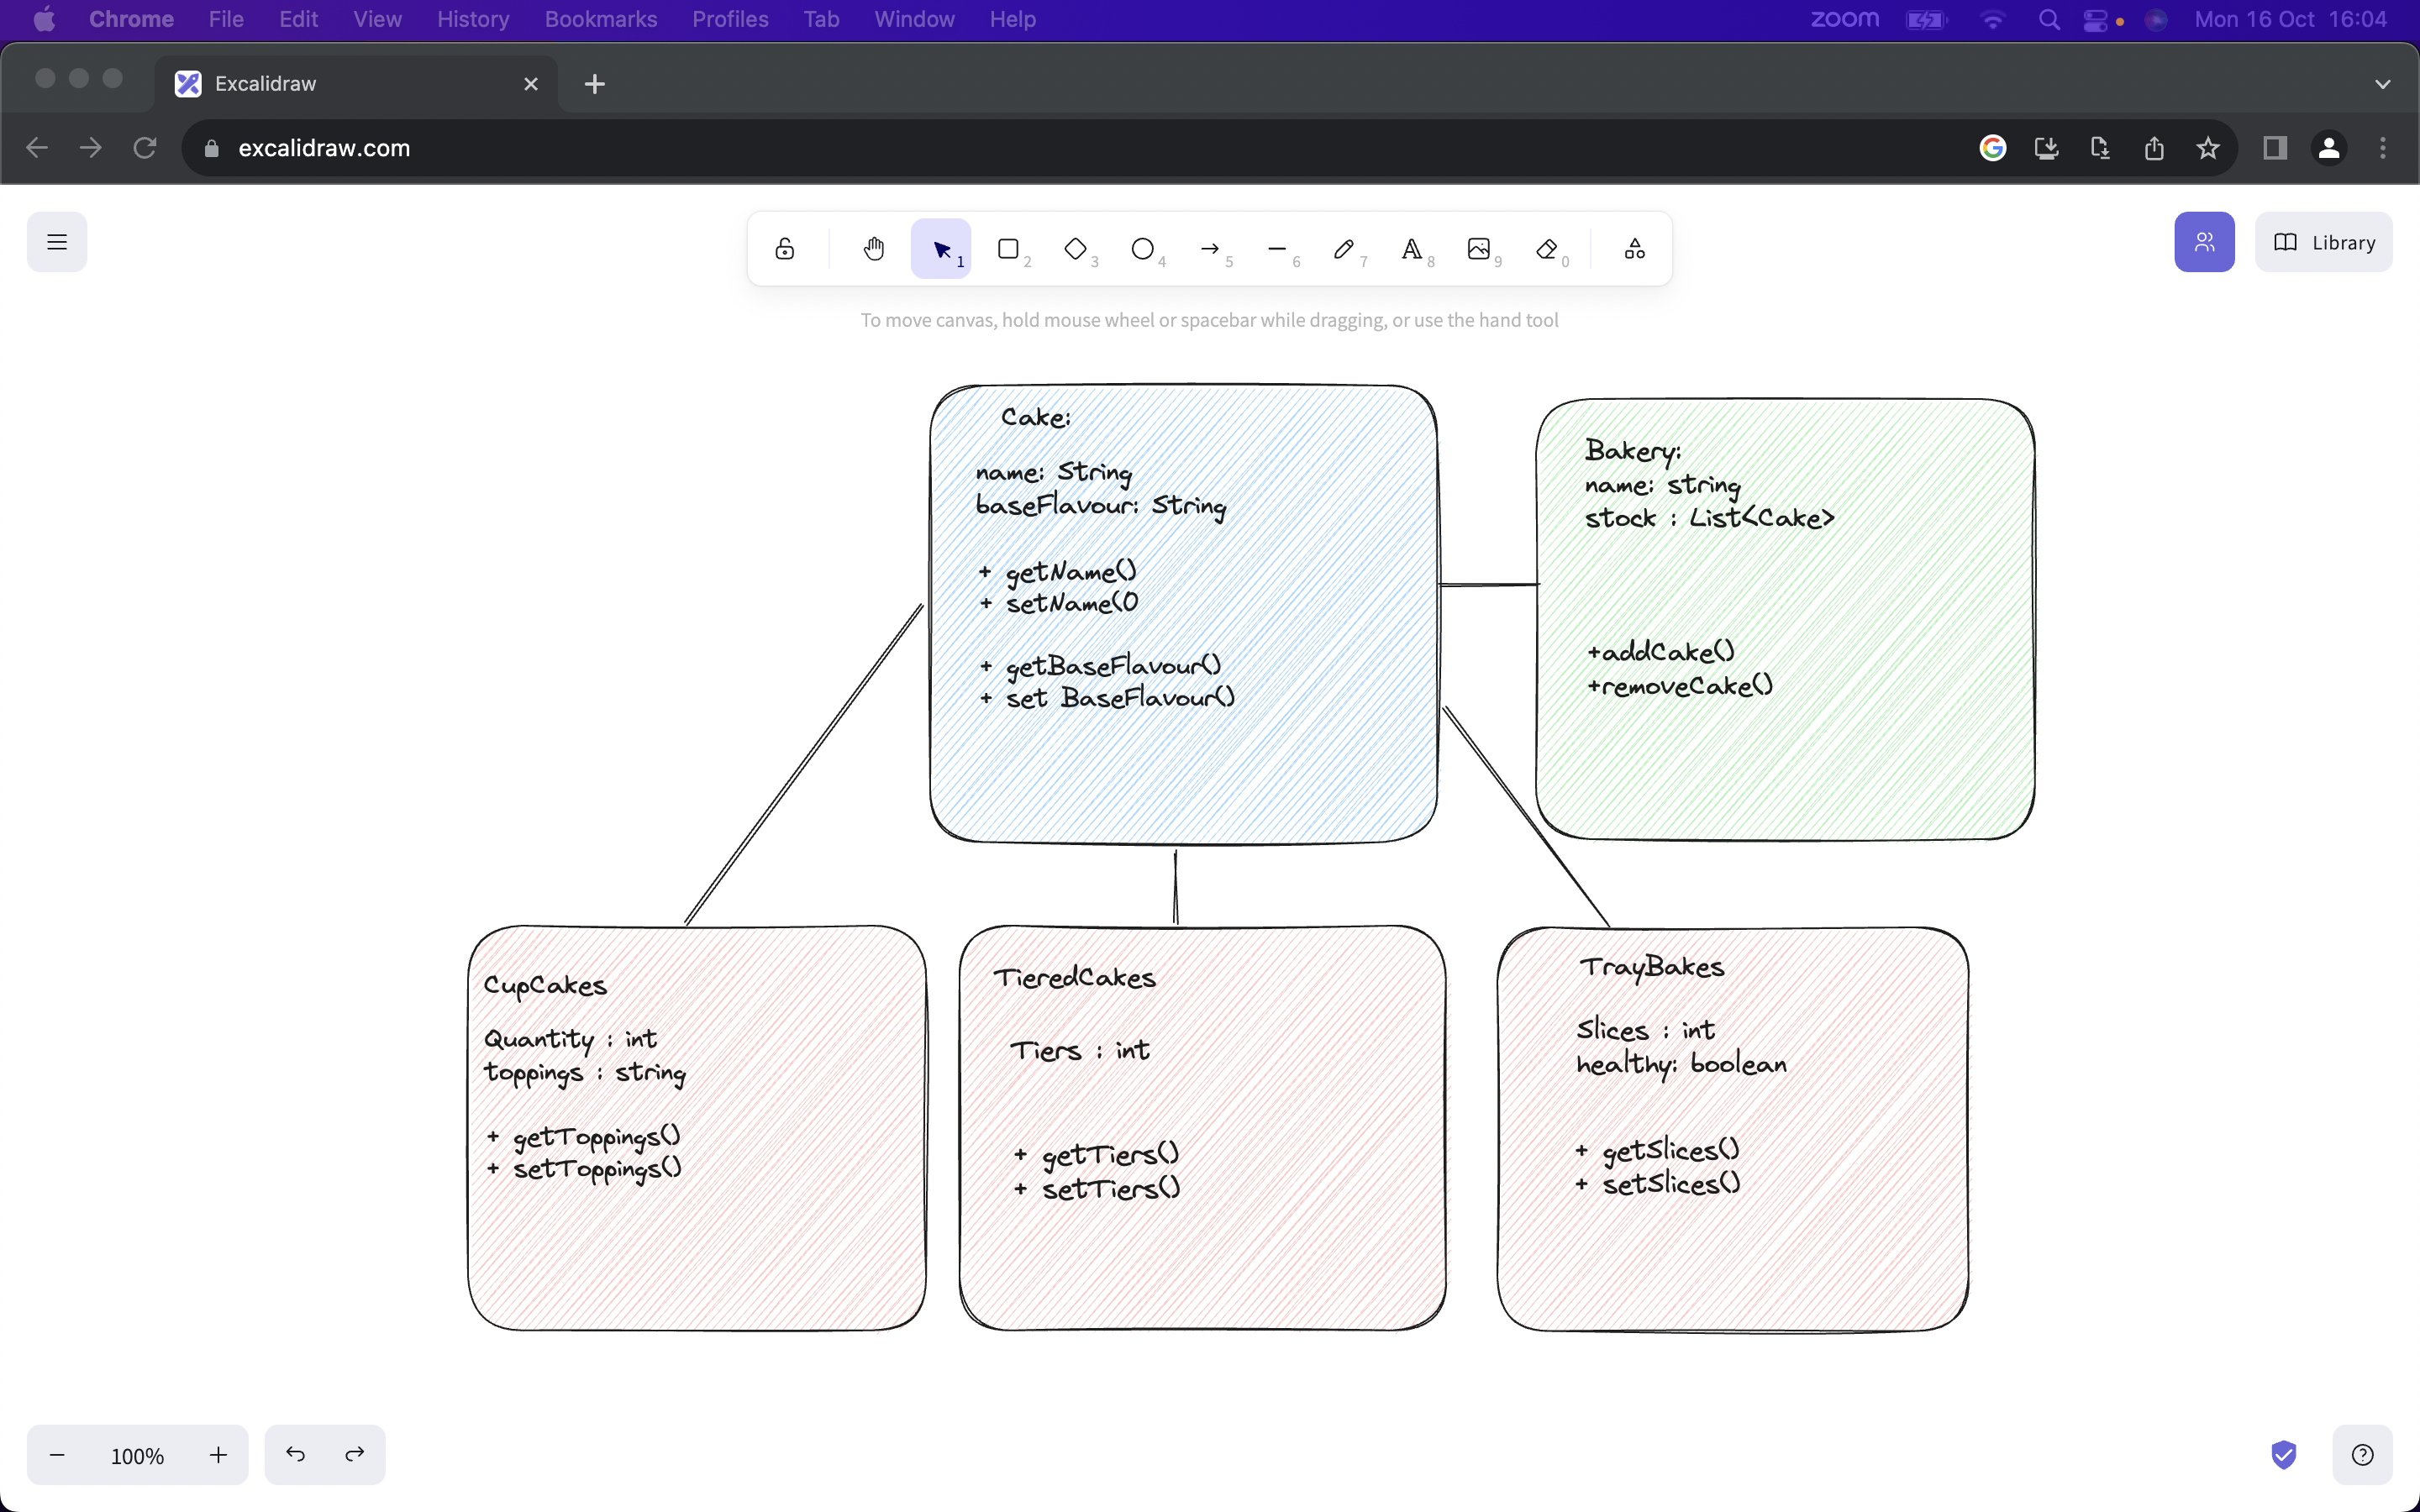 Chrome File Edit View History Bookmarks Profiles Tab Window Help zoom Mon 16 Oct 16:04
Excalidraw
excalidraw.com
1 2 3 4 5 6 7 8 9 0
Library
To move canvas, hold mouse wheel or spacebar while dragging, or use the hand tool
Cake:
name: String
baseFlavour: String
+ getName()
+ setName(O
+ getBaseFlavour()
+ set BaseFlavour()
Bakery:
name: string
stock : List<Cake>
+addCake()
+removeCake()
CupCakes
Quantity : int
toppings : string
+ getToppings()
+ setToppings()
TieredCakes
Tiers : int
+ getTiers()
+ setTiers()
TrayBakes
Slices : int
healthy: boolean
+ getSlices()
+ setSlices()
100%